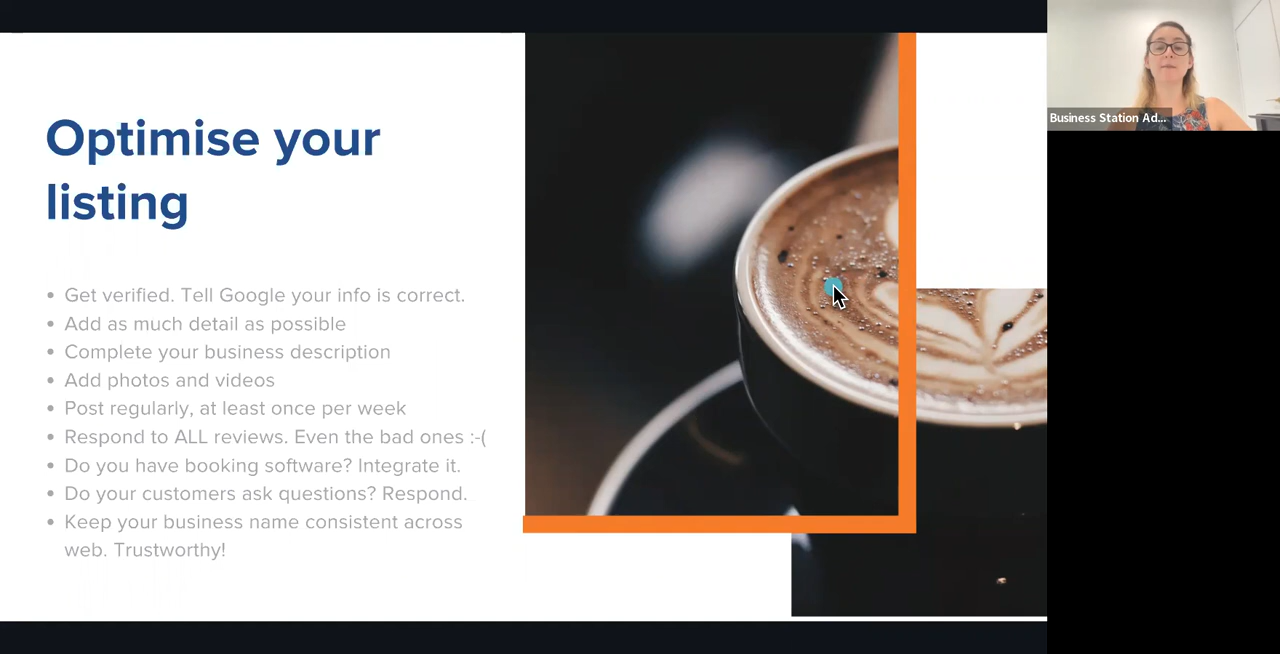 Optimise your
listing
• Get verified. Tell Google your info is correct.
• Add as much detail as possible
• Complete your business description
• Add photos and videos
• Post regularly, at least once per week
• Respond to ALL reviews. Even the bad ones :-(
• Do you have booking software? Integrate it.
• Do your customers ask questions? Respond.
• Keep your business name consistent across
web. Trustworthy!
Business Station Ad...